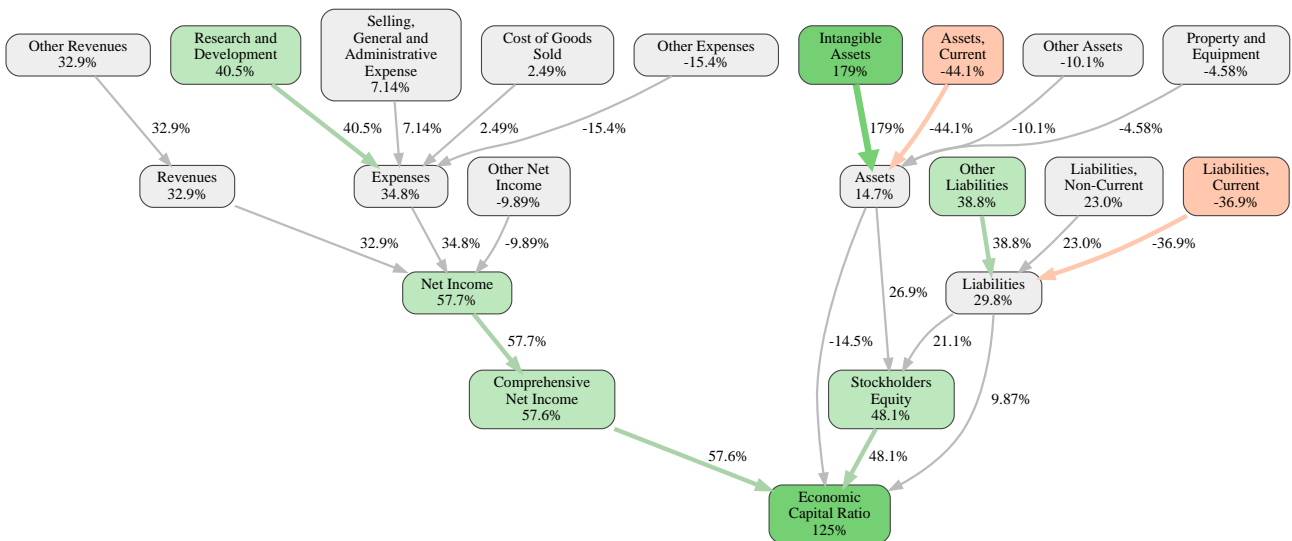 Other Revenues
32.9%
Research and
Development
40.5%
Selling,
General and
Administrative
Expense
7.14%
Cost of Goods
Sold
2.49%
Other Expenses
-15.4%
Intangible
Assets
179%
Assets,
Current
-44.1%
Other Assets
-10.1%
Property and
Equipment
-4.58%
32.9%
40.5%
7.14%
2.49%
-15.4%
179%
-44.1%
-10.1%
-4.58%
Revenues
32.9%
Expenses
34.8%
Other Net
Income
-9.89%
Assets
14.7%
Other
Liabilities
38.8%
Liabilities,
Non-Current
23.0%
Liabilities,
Current
-36.9%
32.9%
34.8%
-9.89%
38.8%
23.0%
-36.9%
Net Income
57.7%
26.9%
Liabilities
29.8%
57.7%
-14.5%
21.1%
9.87%
Comprehensive
Net Income
57.6%
Stockholders
Equity
48.1%
57.6%
48.1%
Economic
Capital Ratio
125%